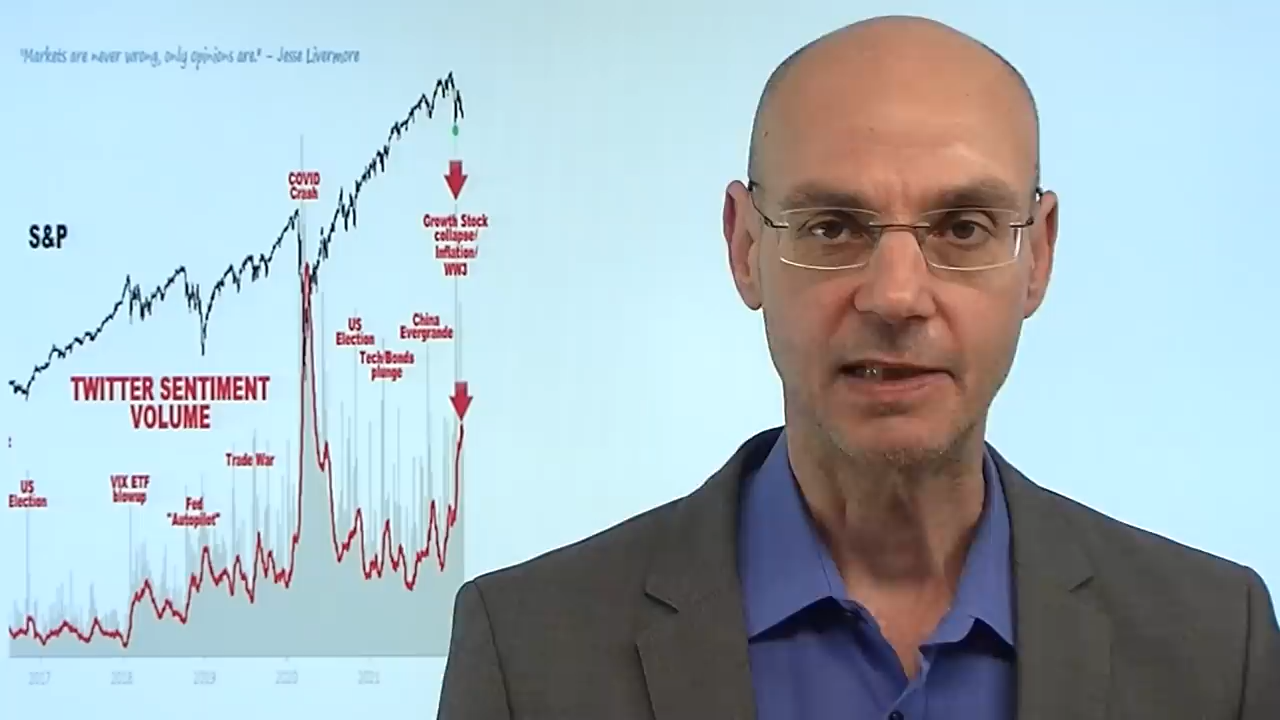 "Markets are never wrong, only opinions are." – Jesse Livermore
S&P
COVID
Crash
Growth Stock
collapse/
Inflation/
WW3
US
Election
China
Evergrande
Tech/Bonds
plunge
TWITTER SENTIMENT
VOLUME
Trade War
US
Election
VIX ETF
blowup
Fed
"Autopilot"
2017
2018
2019
2020
2021